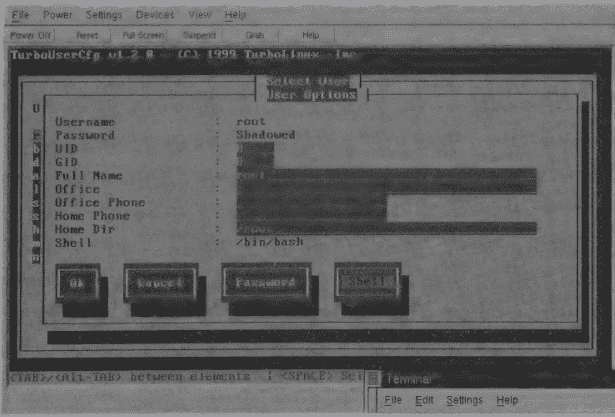 File Power Settings Devices View Help
Power Off Reset Full Screen Suspend Grab Help
TurboUserCfg v1.2.0 (C) 1999 TurboLinux Inc
Select User
User Options
U
Username : root
Password : Shadowed
UID :
GID :
Full Name : root
Office :
Office Phone :
Home Phone :
Home Dir : /root
Shell : /bin/bash
Ok Cancel Password Shell
<TAB>/<Alt-TAB> between elements | <SPACE> Sel
Terminal
File Edit Settings Help